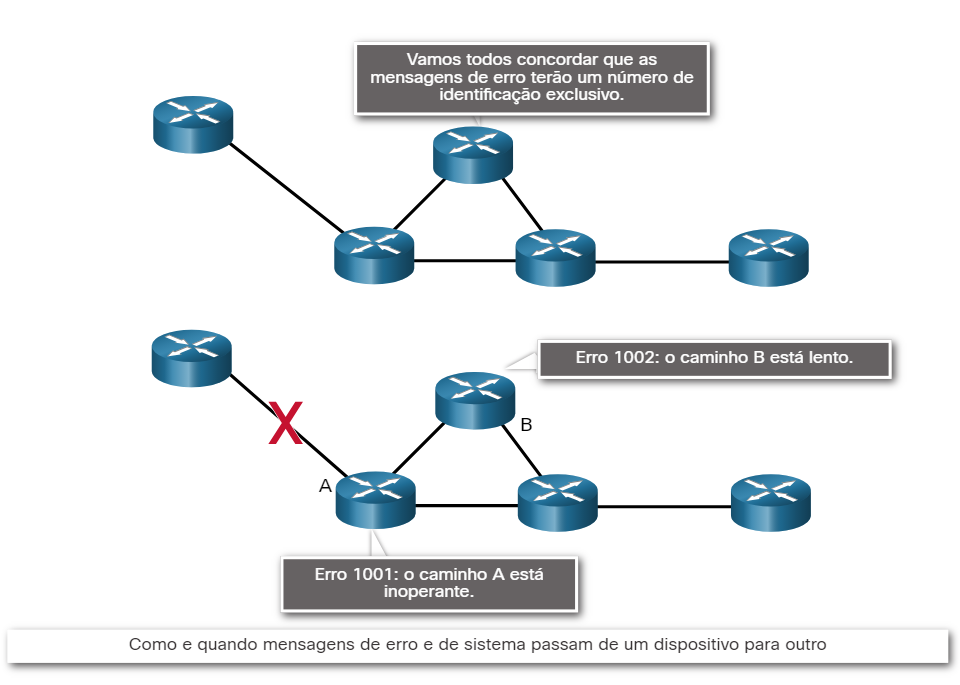 Vamos todos concordar que as
mensagens de erro terão um número de
identificação exclusivo.
Erro 1002: o caminho B está lento.
X
B
A
Erro 1001: o caminho A está
inoperante.
Como e quando mensagens de erro e de sistema passam de um dispositivo para outro